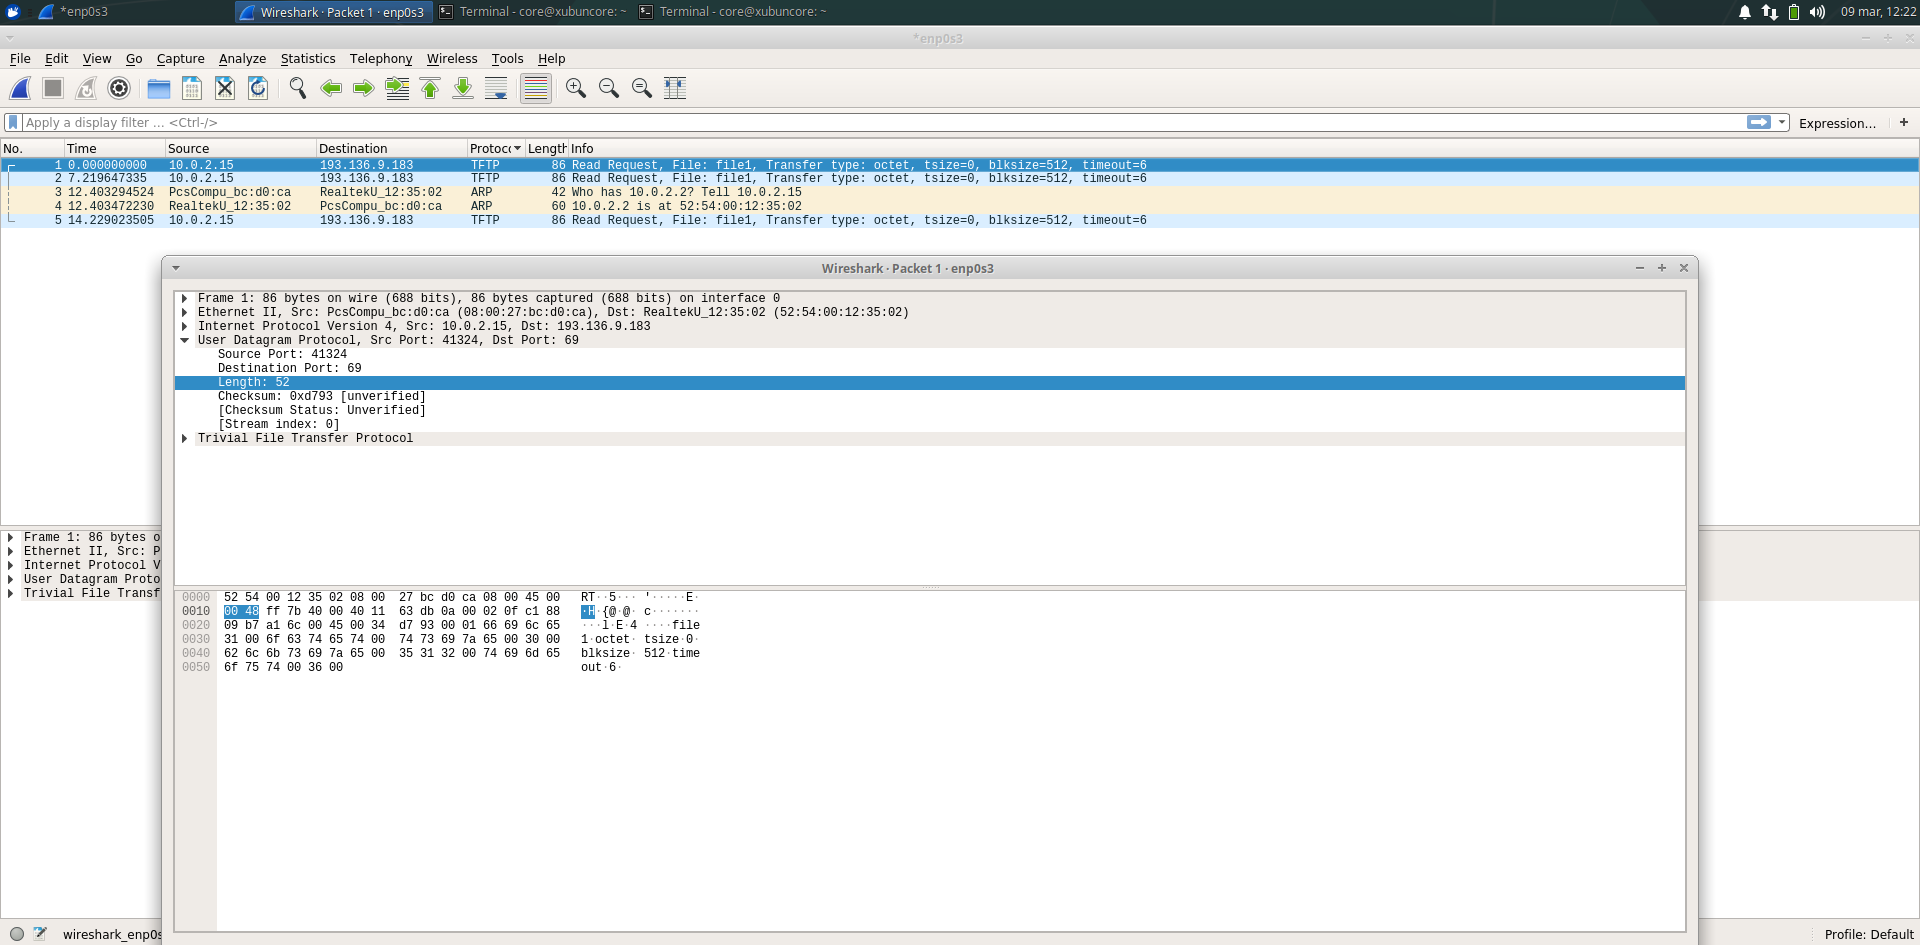 *enp0s3
Wireshark · Packet 1 · enp0s3
Terminal - core@xubuncore: ~
Terminal - core@xubuncore: ~
09 mar, 12:22
*enp0s3
File Edit View Go Capture Analyze Statistics Telephony Wireless Tools Help
Apply a display filter ... <Ctrl-/>
Expression...
+
No. Time Source Destination Protoc Length Info
1 0.000000000 10.0.2.15 193.136.9.183 TFTP 86 Read Request, File: file1, Transfer type: octet, tsize=0, blksize=512, timeout=6
2 7.219647335 10.0.2.15 193.136.9.183 TFTP 86 Read Request, File: file1, Transfer type: octet, tsize=0, blksize=512, timeout=6
3 12.403294524 PcsCompu_bc:d0:ca RealtekU_12:35:02 ARP 42 Who has 10.0.2.2? Tell 10.0.2.15
4 12.403472230 RealtekU_12:35:02 PcsCompu_bc:d0:ca ARP 60 10.0.2.2 is at 52:54:00:12:35:02
5 14.229023505 10.0.2.15 193.136.9.183 TFTP 86 Read Request, File: file1, Transfer type: octet, tsize=0, blksize=512, timeout=6
Wireshark · Packet 1 · enp0s3
Frame 1: 86 bytes on wire (688 bits), 86 bytes captured (688 bits) on interface 0
Ethernet II, Src: PcsCompu_bc:d0:ca (08:00:27:bc:d0:ca), Dst: RealtekU_12:35:02 (52:54:00:12:35:02)
Internet Protocol Version 4, Src: 10.0.2.15, Dst: 193.136.9.183
User Datagram Protocol, Src Port: 41324, Dst Port: 69
Source Port: 41324
Destination Port: 69
Length: 52
Checksum: 0xd793 [unverified]
[Checksum Status: Unverified]
[Stream index: 0]
Trivial File Transfer Protocol
Frame 1: 86 bytes o
Ethernet II, Src: P
Internet Protocol V
User Datagram Proto
Trivial File Transf
0000 52 54 00 12 35 02 08 00 27 bc d0 ca 08 00 45 00 RT··5··· '·····E·
0010 00 48 ff 7b 40 00 40 11 63 db 0a 00 02 0f c1 88 ·H·{@·@· c·······
0020 09 b7 a1 6c 00 45 00 34 d7 93 00 01 66 69 6c 65 ···l·E·4 ····file
0030 31 00 6f 63 74 65 74 00 74 73 69 7a 65 00 30 00 1·octet· tsize·0·
0040 62 6c 6b 73 69 7a 65 00 35 31 32 00 74 69 6d 65 blksize· 512·time
0050 6f 75 74 00 36 00 out·6·
wireshark_enp0s
Profile: Default